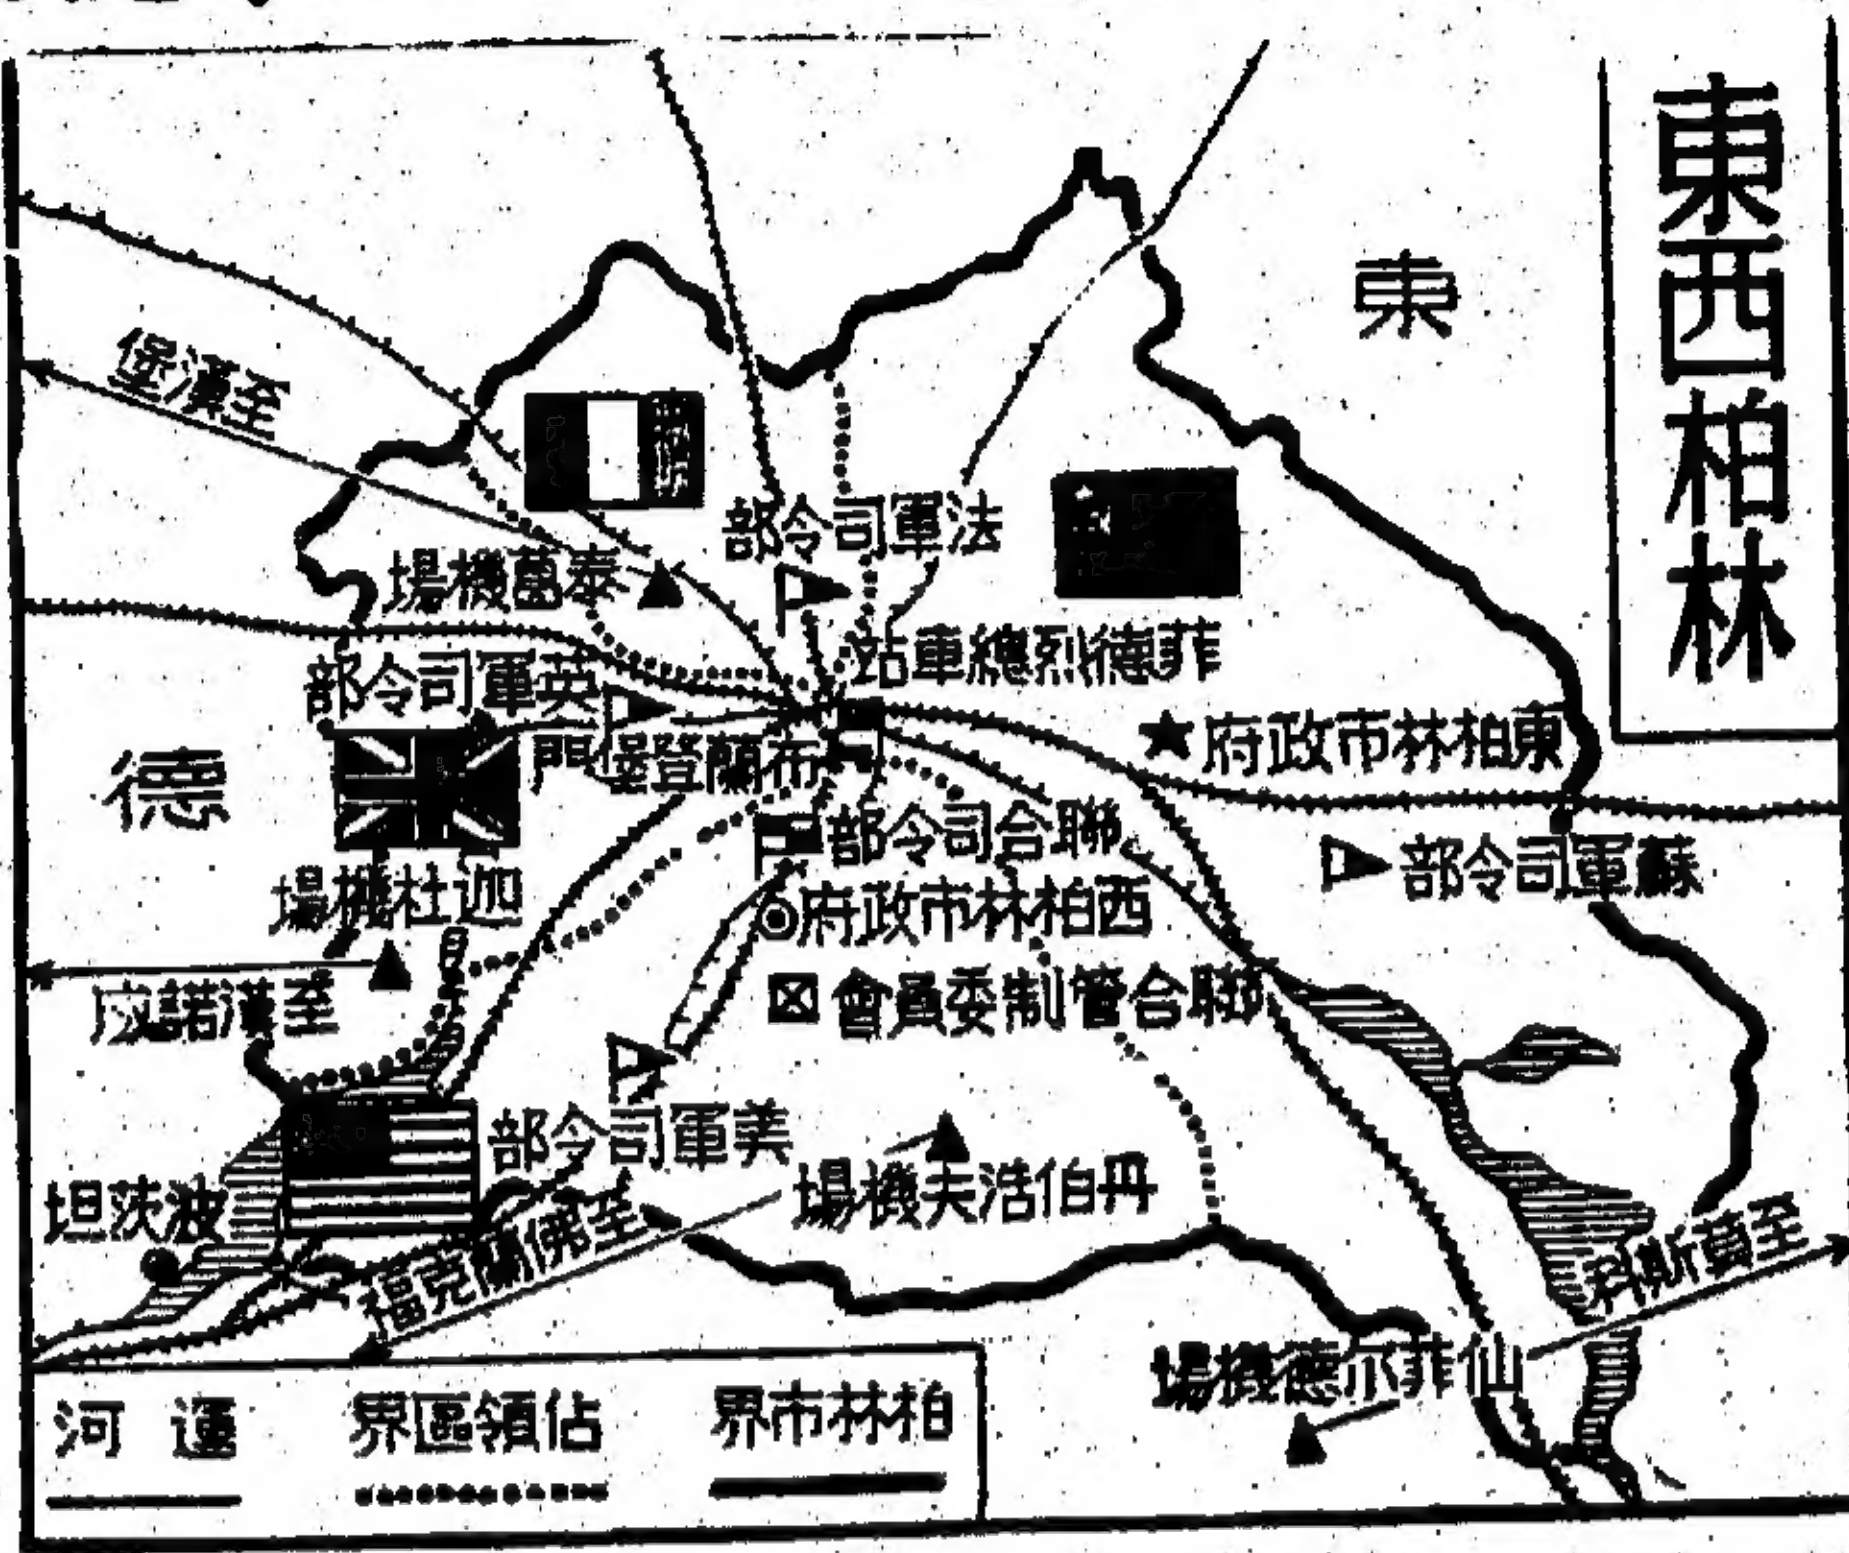 東西柏林
東
德
至漢堡
法軍司令部
泰葛機場
菲德烈總車站
英軍司令部
布蘭登堡門
東柏林市政府
聯合司令部
蘇軍司令部
迦杜機場
西柏林市政府
聯合管制委員會
至漢諾
美軍司令部
丹伯浩夫機場
波茨坦
至佛蘭克福
至莫斯科
仙菲尔德機場
柏林市界
佔領區界
運河